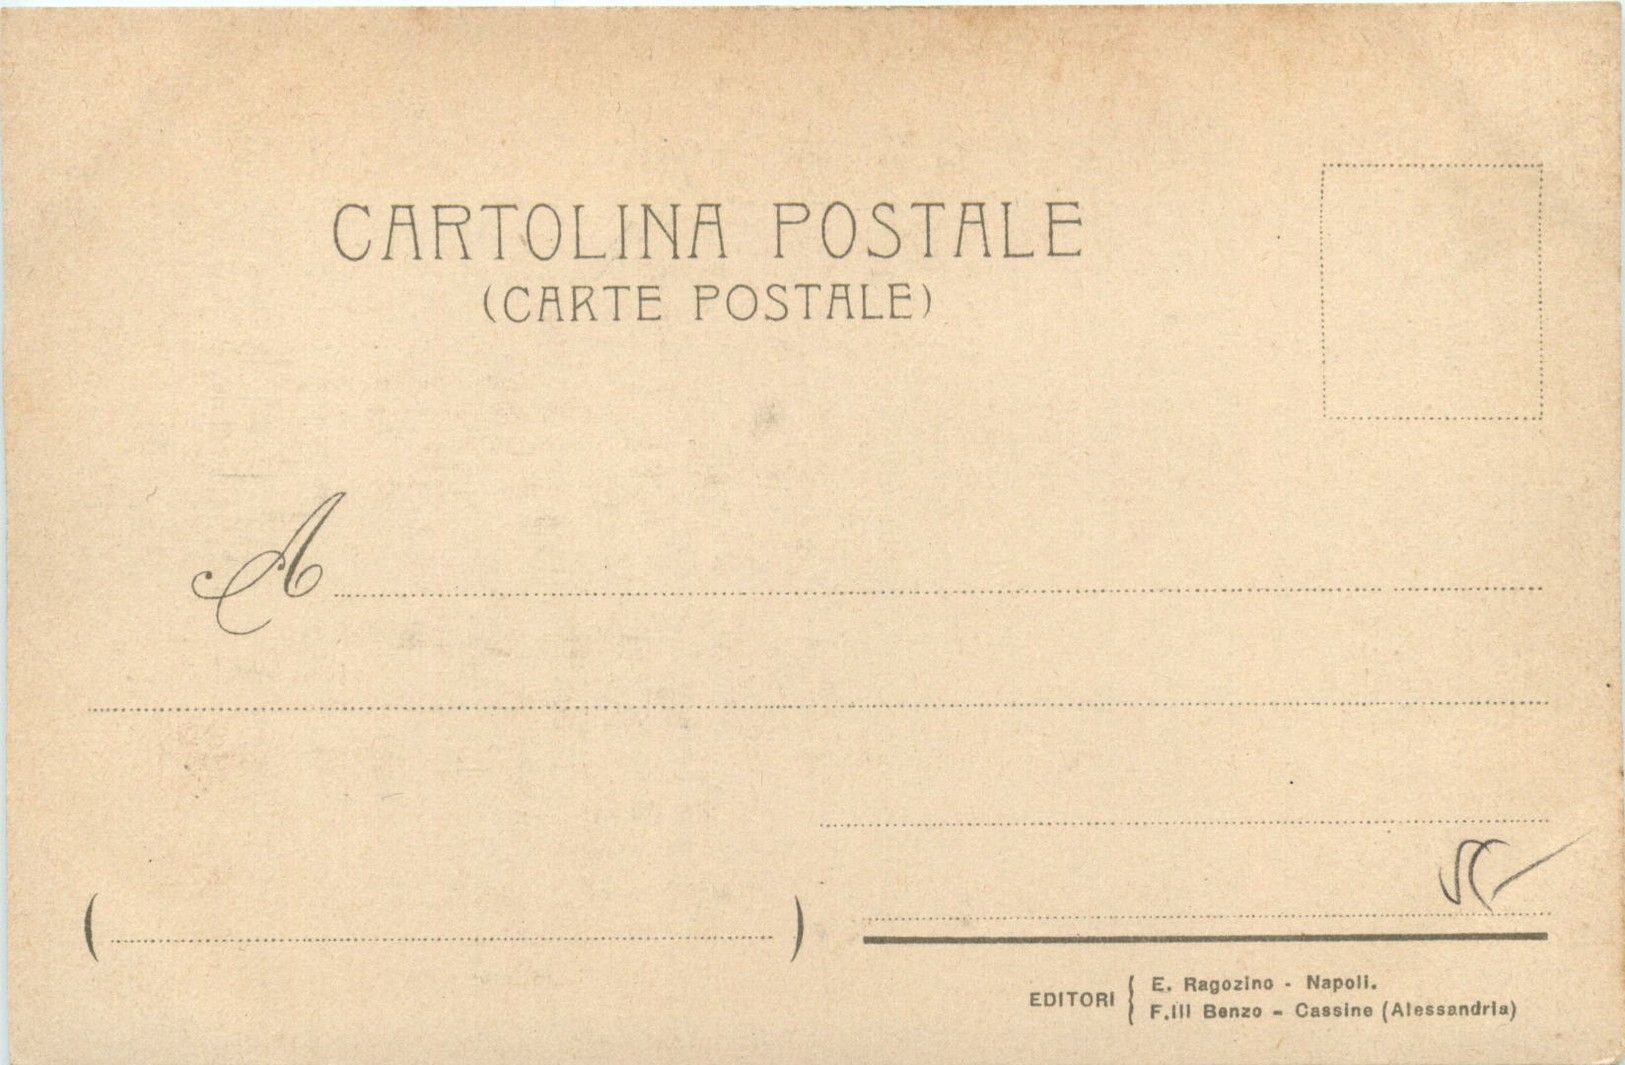 CARTOLINA POSTALE
(CARTE POSTALE)
A
EDITORI
E. Ragozino - Napoli.
F.lli Benzo - Cassine (Alessandria)